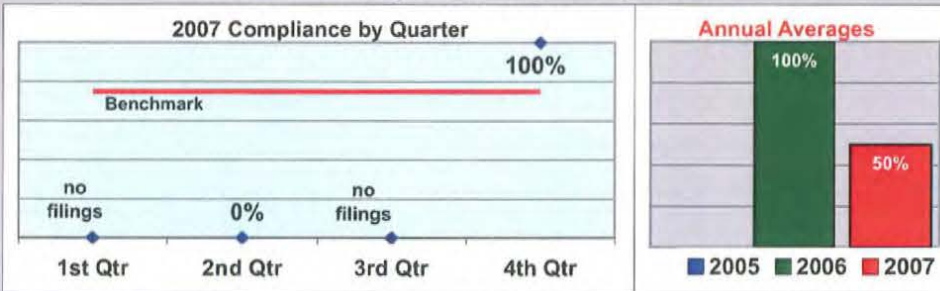 2007 Compliance by Quarter
100%
Benchmark
no
filings
0%
no
filings
1st Qtr
2nd Qtr
3rd Qtr
4th Qtr
Annual Averages
100%
50%
2005
2006
2007